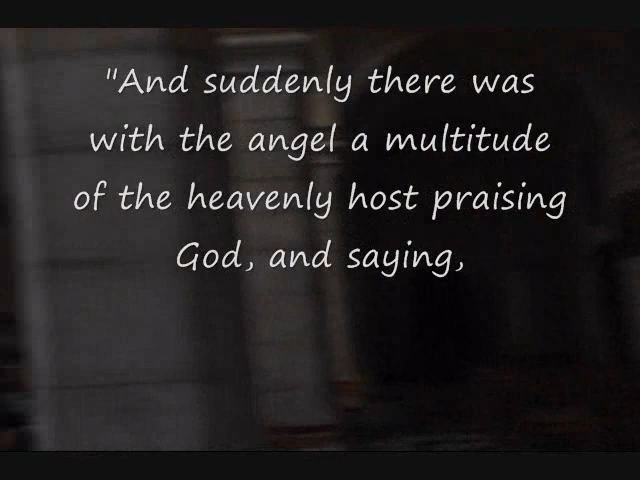 "And suddenly there was
with the angel a multitude
of the heavenly host praising
God, and saying,